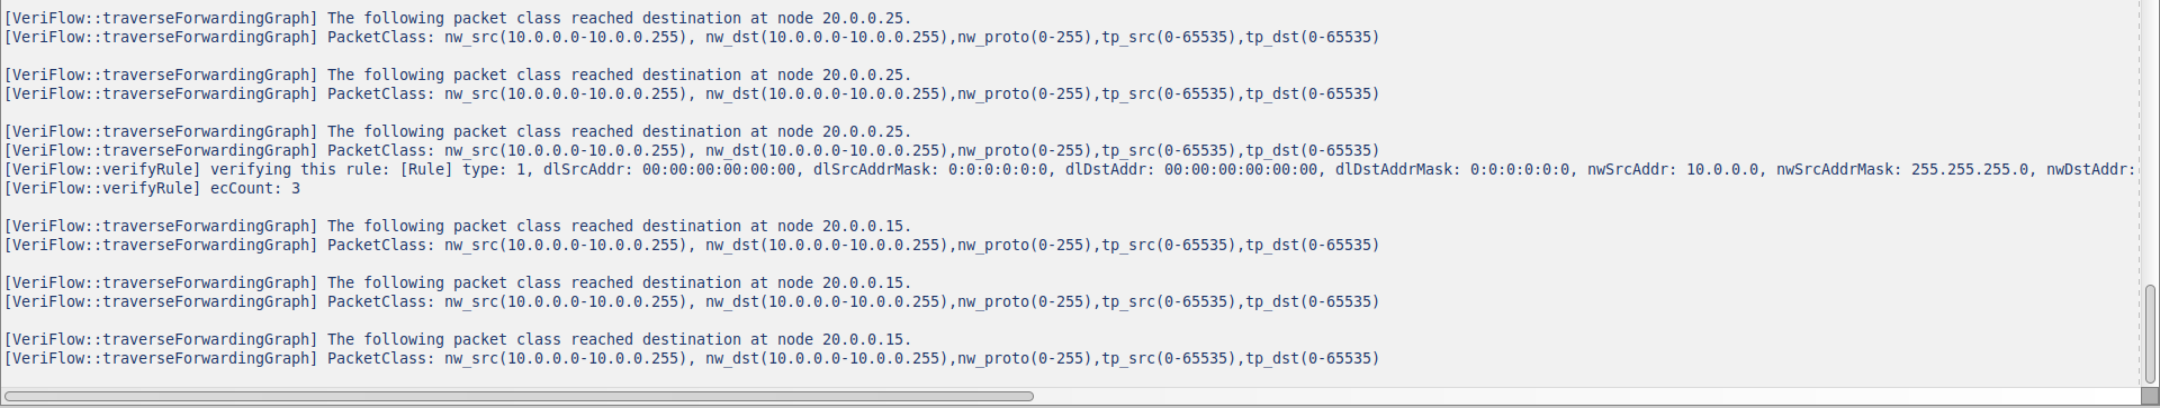 [VeriFlow::traverseForwardingGraph] The following packet class reached destination at node 20.0.0.25.
[VeriFlow::traverseForwardingGraph] PacketClass: nw_src(10.0.0.0-10.0.0.255), nw_dst(10.0.0.0-10.0.0.255),nw_proto(0-255),tp_src(0-65535),tp_dst(0-65535)
[VeriFlow::traverseForwardingGraph] The following packet class reached destination at node 20.0.0.25.
[VeriFlow::traverseForwardingGraph] PacketClass: nw_src(10.0.0.0-10.0.0.255), nw_dst(10.0.0.0-10.0.0.255),nw_proto(0-255),tp_src(0-65535),tp_dst(0-65535)
[VeriFlow::traverseForwardingGraph] The following packet class reached destination at node 20.0.0.25.
[VeriFlow::traverseForwardingGraph] PacketClass: nw_src(10.0.0.0-10.0.0.255), nw_dst(10.0.0.0-10.0.0.255),nw_proto(0-255),tp_src(0-65535),tp_dst(0-65535)
[VeriFlow::verifyRule] verifying this rule: [Rule] type: 1, dlSrcAddr: 00:00:00:00:00:00, dlSrcAddrMask: 0:0:0:0:0:0, dlDstAddr: 00:00:00:00:00:00, dlDstAddrMask: 0:0:0:0:0:0, nwSrcAddr: 10.0.0.0, nwSrcAddrMask: 255.255.255.0, nwDstAddr:
[VeriFlow::verifyRule] ecCount: 3
[VeriFlow::traverseForwardingGraph] The following packet class reached destination at node 20.0.0.15.
[VeriFlow::traverseForwardingGraph] PacketClass: nw_src(10.0.0.0-10.0.0.255), nw_dst(10.0.0.0-10.0.0.255),nw_proto(0-255),tp_src(0-65535),tp_dst(0-65535)
[VeriFlow::traverseForwardingGraph] The following packet class reached destination at node 20.0.0.15.
[VeriFlow::traverseForwardingGraph] PacketClass: nw_src(10.0.0.0-10.0.0.255), nw_dst(10.0.0.0-10.0.0.255),nw_proto(0-255),tp_src(0-65535),tp_dst(0-65535)
[VeriFlow::traverseForwardingGraph] The following packet class reached destination at node 20.0.0.15.
[VeriFlow::traverseForwardingGraph] PacketClass: nw_src(10.0.0.0-10.0.0.255), nw_dst(10.0.0.0-10.0.0.255),nw_proto(0-255),tp_src(0-65535),tp_dst(0-65535)